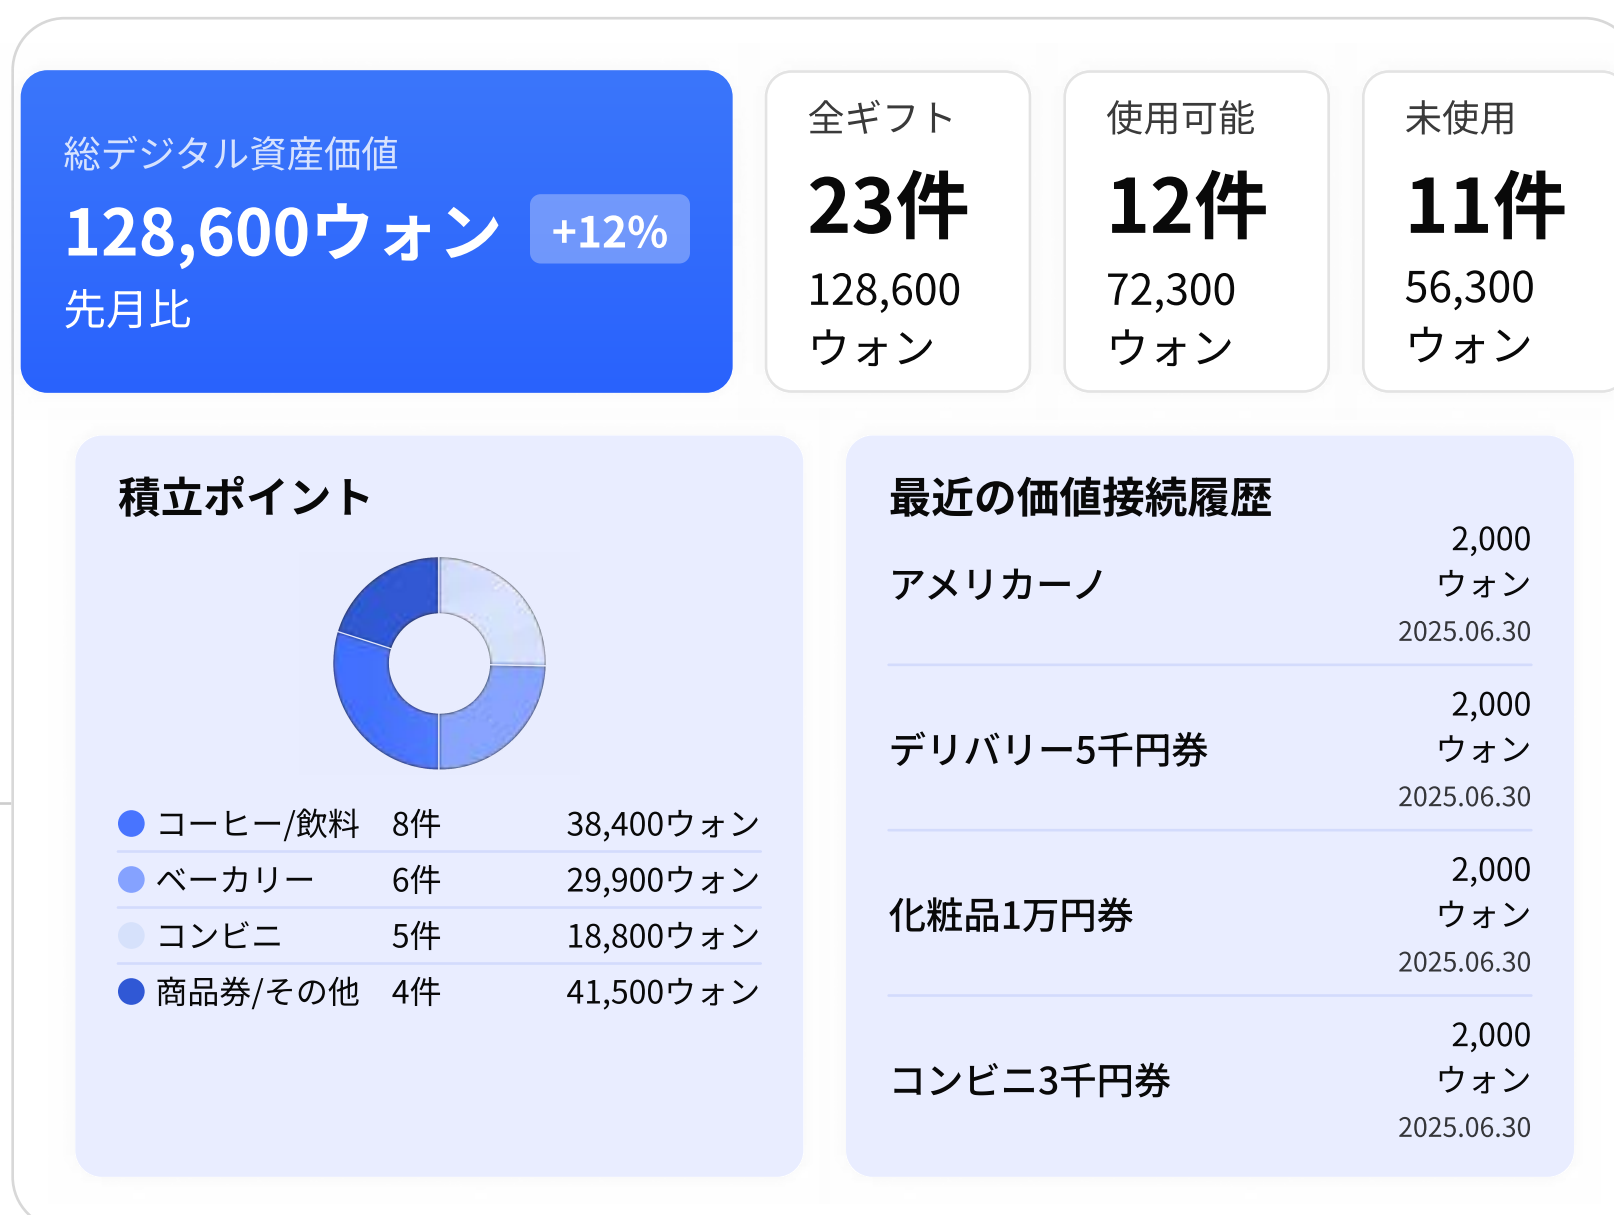 総デジタル資産価値
128,600ウォン +12%
先月比
全ギフト
23件
128,600
ウォン
使用可能
12件
72,300
ウォン
未使用
11件
56,300
ウォン
積立ポイント
コーヒー/飲料 8件 38,400ウォン
ベーカリー 6件 29,900ウォン
コンビニ 5件 18,800ウォン
商品券/その他 4件 41,500ウォン
最近の価値接続履歴
アメリカーノ
2,000
ウォン
2025.06.30
デリバリー5千円券
2,000
ウォン
2025.06.30
化粧品1万円券
2,000
ウォン
2025.06.30
コンビニ3千円券
2,000
ウォン
2025.06.30